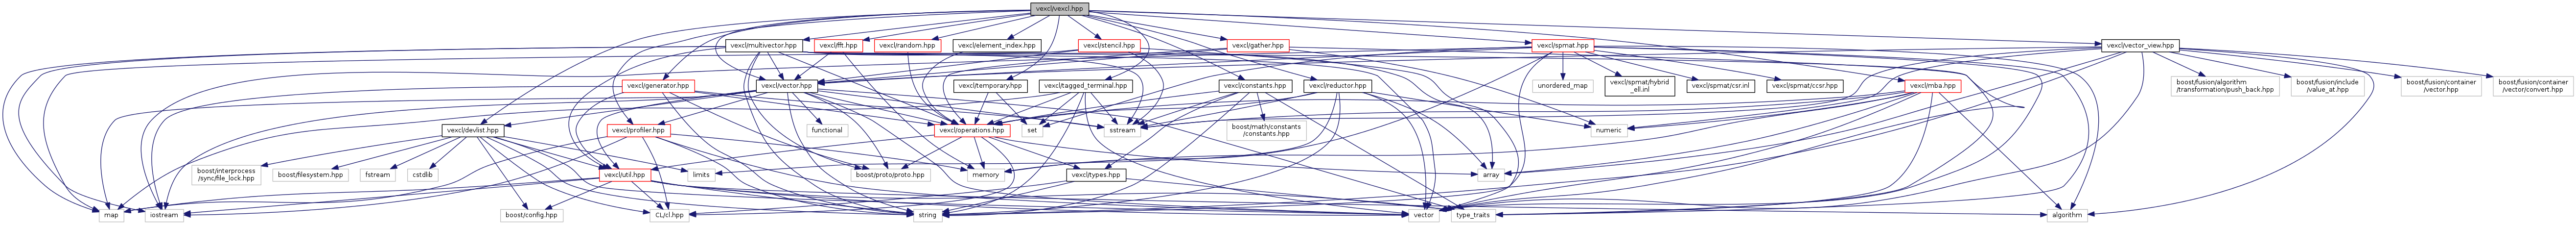 vexcl/vexcl.hpp
vexcl/multivector.hpp
vexcl/fft.hpp
vexcl/random.hpp
vexcl/element_index.hpp
vexcl/stencil.hpp
vexcl/gather.hpp
vexcl/spmat.hpp
vexcl/vector_view.hpp
vexcl/generator.hpp
vexcl/vector.hpp
vexcl/temporary.hpp
vexcl/tagged_terminal.hpp
vexcl/constants.hpp
vexcl/reductor.hpp
unordered_map
vexcl/spmat/hybrid
_ell.inl
vexcl/spmat/csr.inl
vexcl/spmat/ccsr.hpp
vexcl/mba.hpp
boost/fusion/algorithm
/transformation/push_back.hpp
boost/fusion/include
/value_at.hpp
boost/fusion/container
/vector.hpp
boost/fusion/container
/vector/convert.hpp
vexcl/devlist.hpp
vexcl/profiler.hpp
functional
vexcl/operations.hpp
set
sstream
boost/math/constants
/constants.hpp
numeric
boost/interprocess
/sync/file_lock.hpp
boost/filesystem.hpp
fstream
cstdlib
vexcl/util.hpp
limits
boost/proto/proto.hpp
memory
vexcl/types.hpp
array
map
iostream
boost/config.hpp
CL/cl.hpp
string
vector
type_traits
algorithm